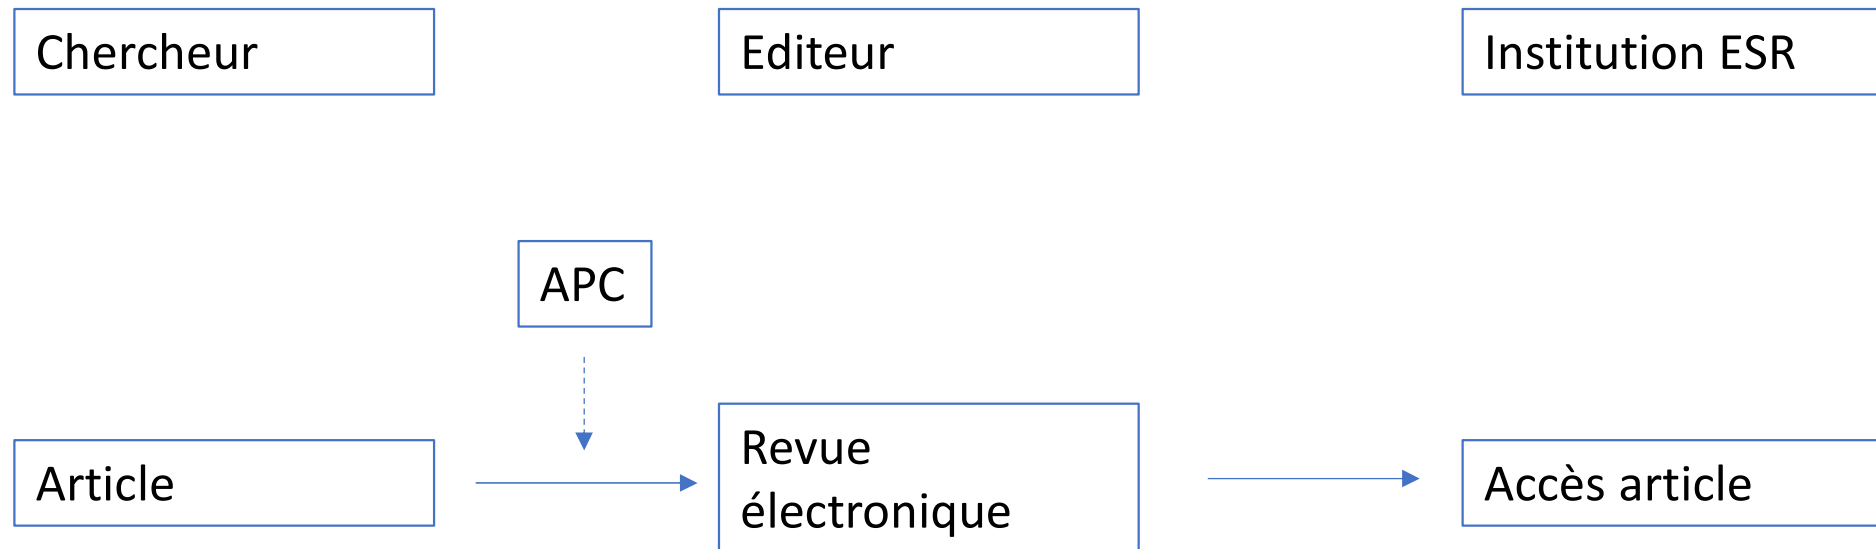 Chercheur
Editeur
Institution ESR
APC
Article
Revue
électronique
Accès article